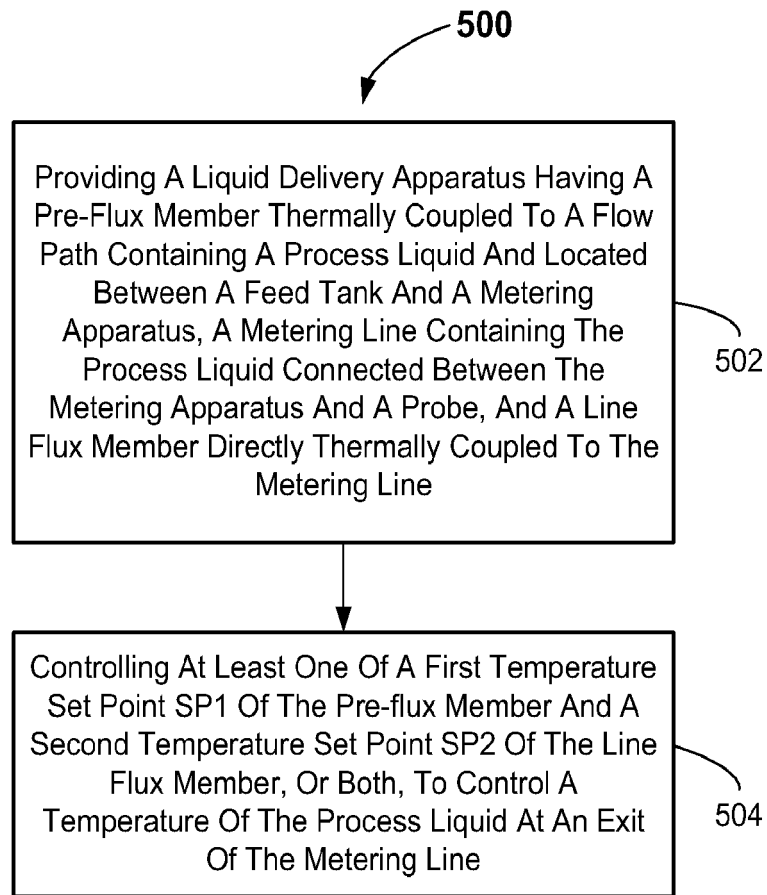 500
Providing A Liquid Delivery Apparatus Having A
Pre-Flux Member Thermally Coupled To A Flow
Path Containing A Process Liquid And Located
Between A Feed Tank And A Metering
Apparatus, A Metering Line Containing The
Process Liquid Connected Between The
Metering Apparatus And A Probe, And A Line
Flux Member Directly Thermally Coupled To The
Metering Line
502
Controlling At Least One Of A First Temperature
Set Point SP1 Of The Pre-flux Member And A
Second Temperature Set Point SP2 Of The Line
Flux Member, Or Both, To Control A
Temperature Of The Process Liquid At An Exit
Of The Metering Line
504